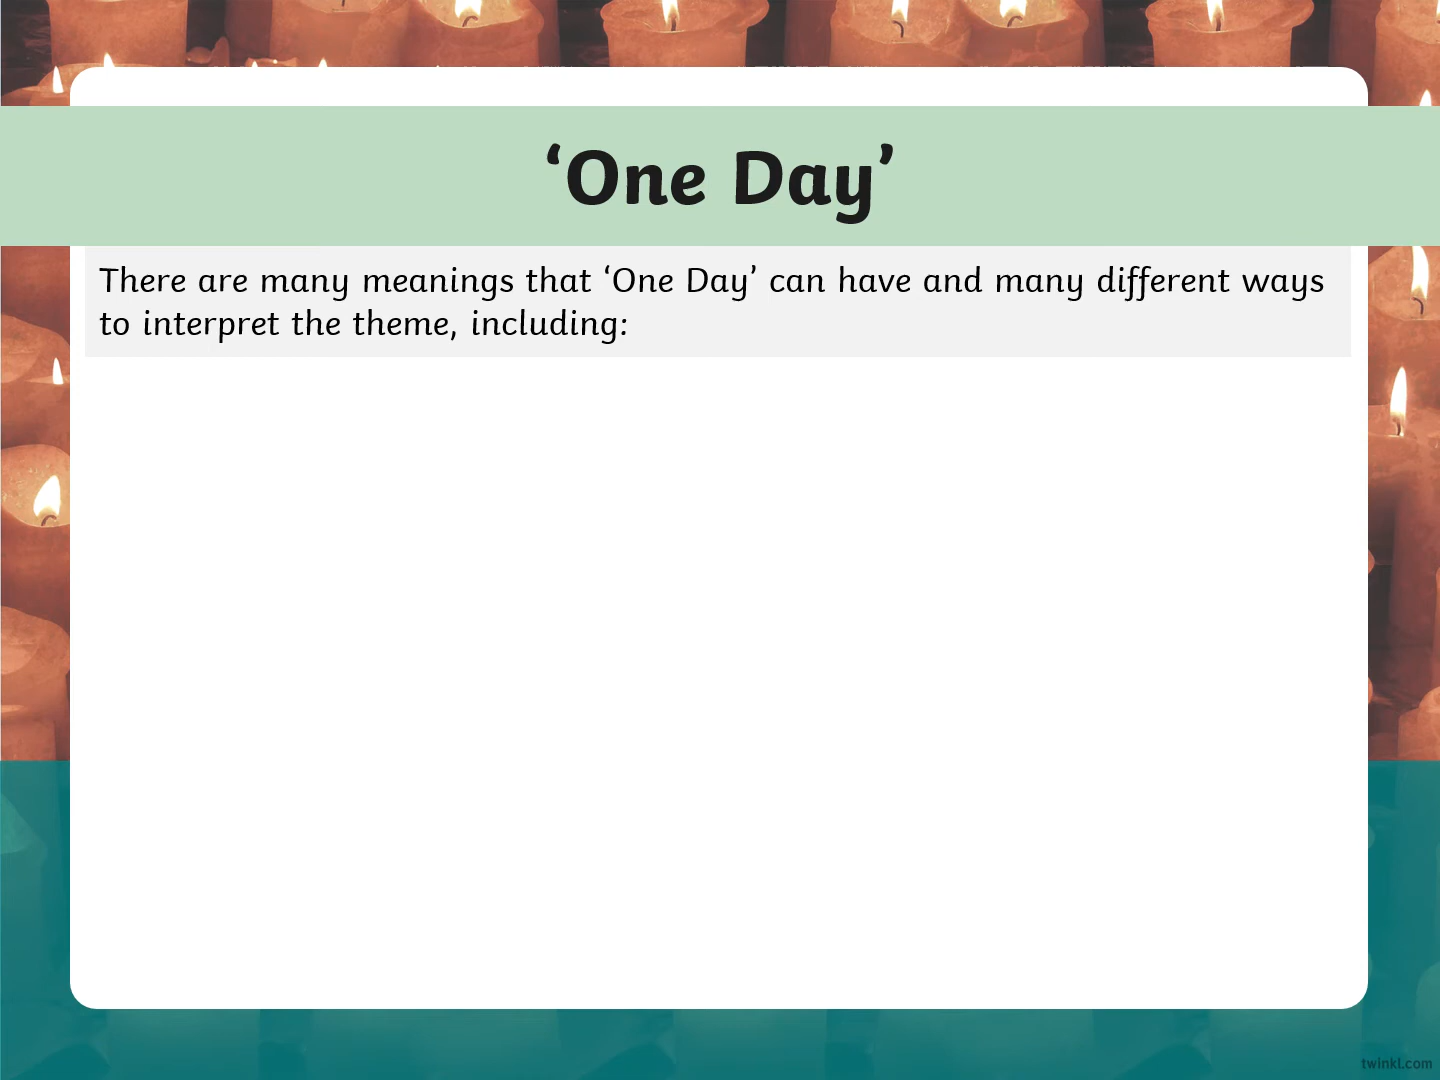 ‘One Day’
There are many meanings that ‘One Day’ can have and many different ways
to interpret the theme, including:
twinkl.com